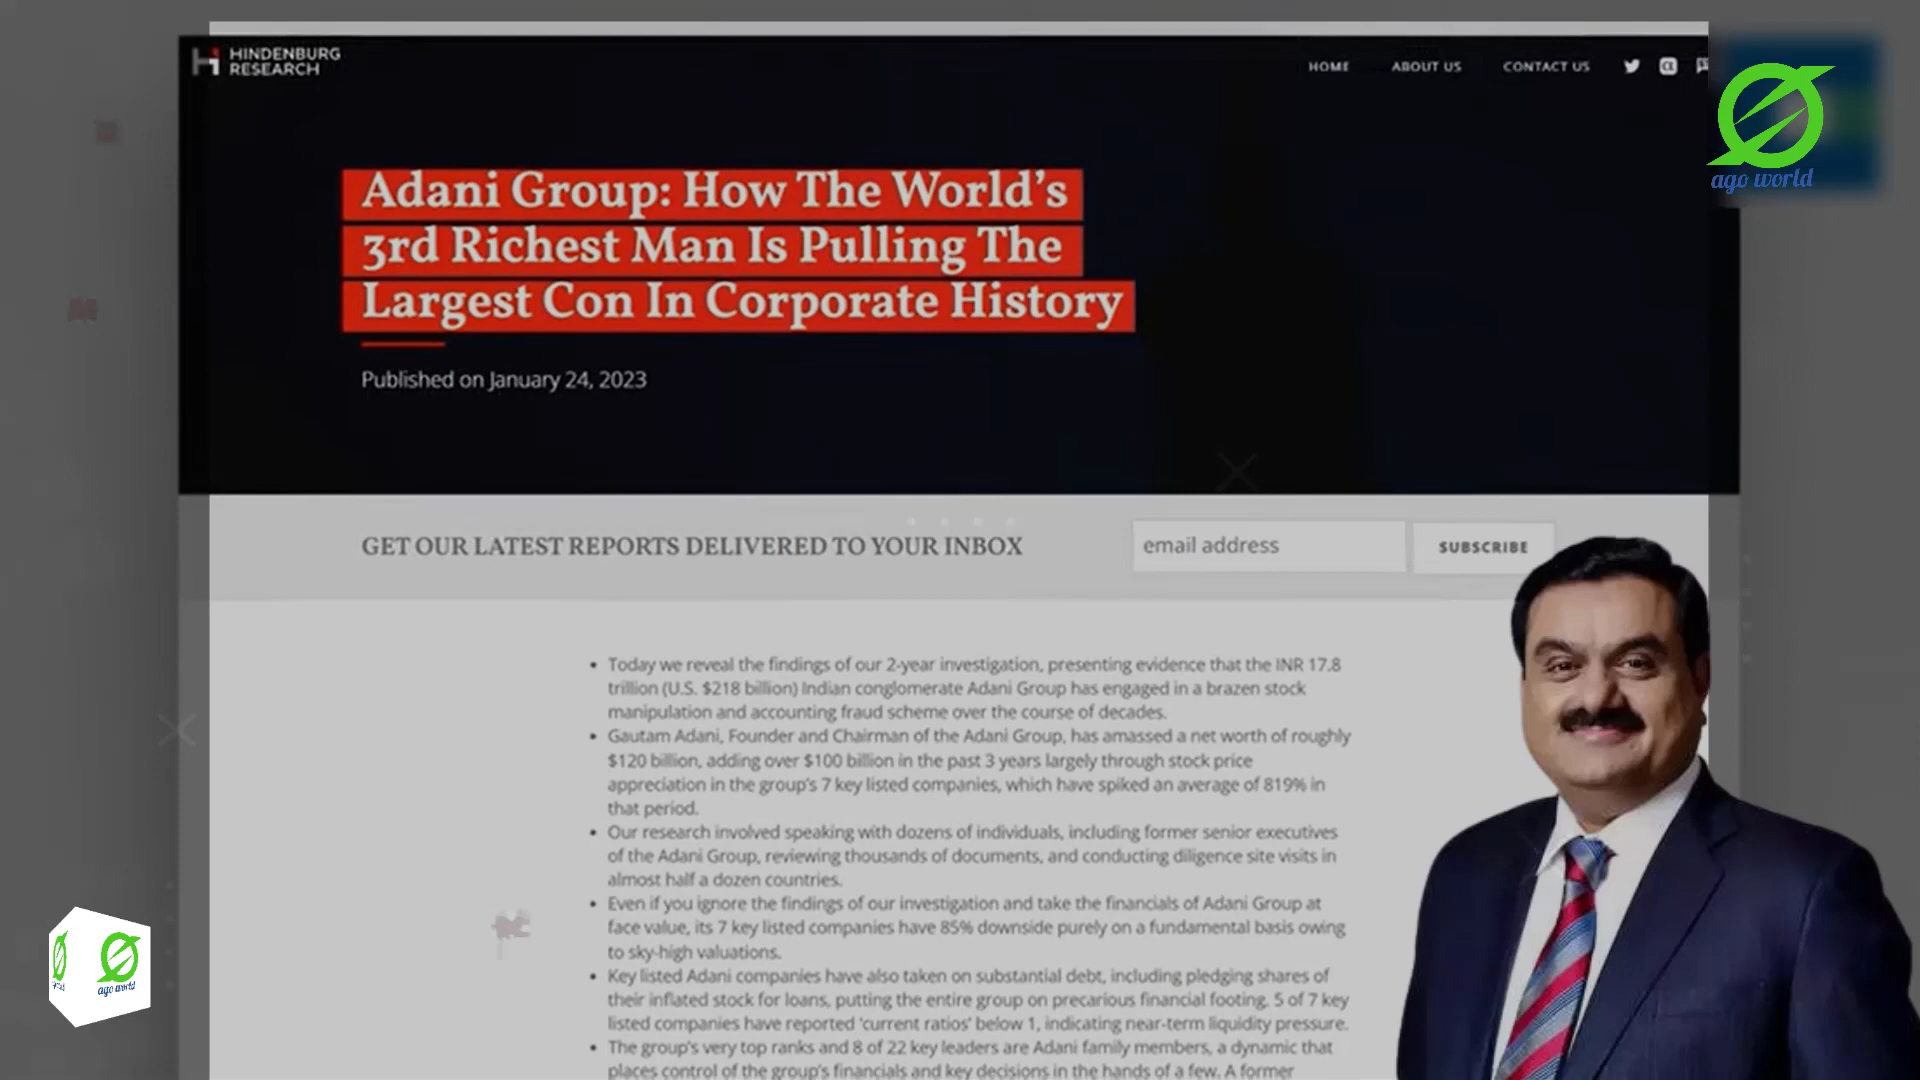 HINDENBURG
RESEARCH
HOME
ABOUT US
CONTACT US
ago world
Adani Group: How The World’s
3rd Richest Man Is Pulling The
Largest Con In Corporate History
Published on January 24, 2023
GET OUR LATEST REPORTS DELIVERED TO YOUR INBOX
email address
SUBSCRIBE
• Today we reveal the findings of our 2-year investigation, presenting evidence that the INR 17.8
trillion (U.S. $218 billion) Indian conglomerate Adani Group has engaged in a brazen stock
manipulation and accounting fraud scheme over the course of decades.
• Gautam Adani, Founder and Chairman of the Adani Group, has amassed a net worth of roughly
$120 billion, adding over $100 billion in the past 3 years largely through stock price
appreciation in the group’s 7 key listed companies, which have spiked an average of 819% in
that period.
• Our research involved speaking with dozens of individuals, including former senior executives
of the Adani Group, reviewing thousands of documents, and conducting diligence site visits in
almost half a dozen countries.
• Even if you ignore the findings of our investigation and take the financials of Adani Group at
face value, its 7 key listed companies have 85% downside purely on a fundamental basis owing
to sky-high valuations.
• Key listed Adani companies have also taken on substantial debt, including pledging shares of
their inflated stock for loans, putting the entire group on precarious financial footing. 5 of 7 key
listed companies have reported ‘current ratios’ below 1, indicating near-term liquidity pressure.
• The group’s very top ranks and 8 of 22 key leaders are Adani family members, a dynamic that
places control of the group’s financials and key decisions in the hands of a few. A former
ago world